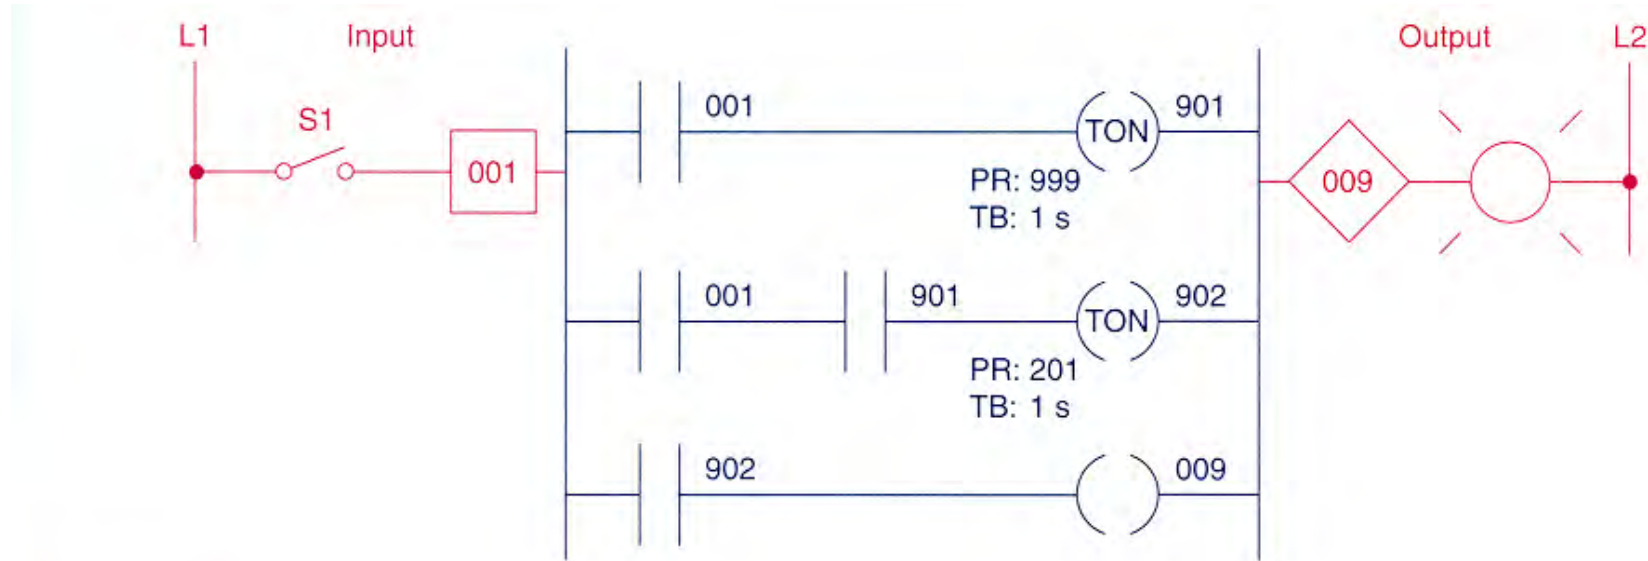 L1 Input Output L2
S1
001
001 TON 901
PR: 999
TB: 1 s
009
001 901 TON 902
PR: 201
TB: 1 s
902 009